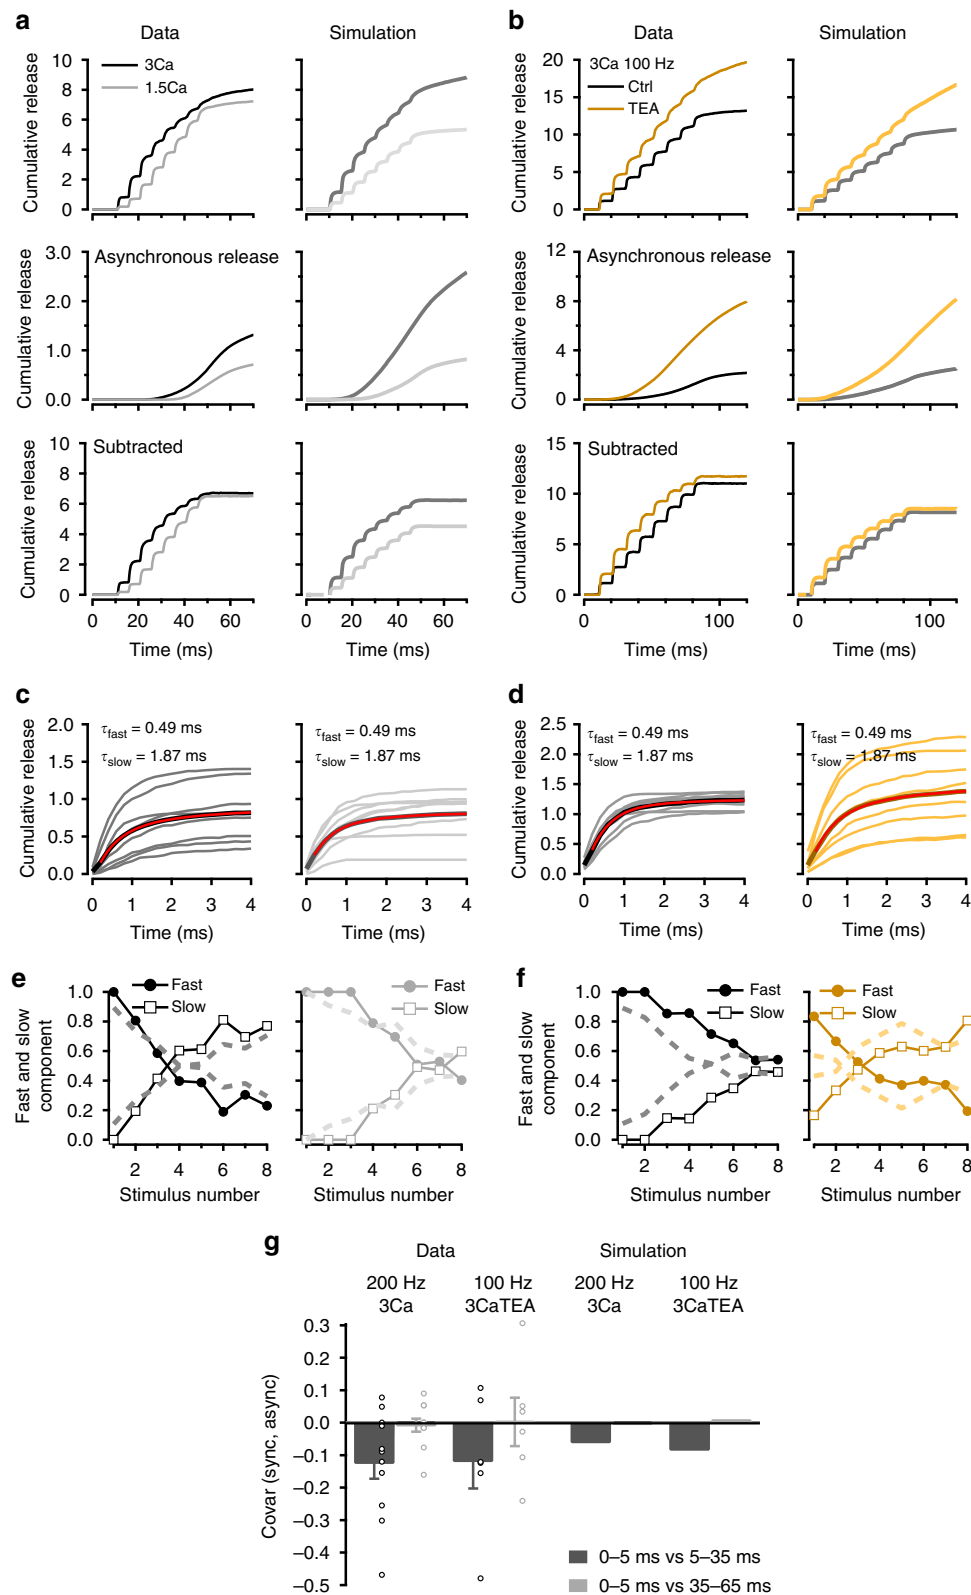 a
Data
Simulation
Cumulative release
10
8
6
4
2
0
3Ca
1.5Ca
Cumulative release
3.0
2.0
1.0
0.0
Asynchronous release
Cumulative release
10
8
6
4
2
0
Subtracted
0 20 40 60
0 20 40 60
Time (ms)
Time (ms)
b
Data
Simulation
Cumulative release
20
15
10
5
0
3Ca 100 Hz
Ctrl
TEA
Cumulative release
12
8
4
0
Asynchronous release
Cumulative release
15
10
5
0
Subtracted
0 100
0 100
Time (ms)
Time (ms)
c
Cumulative release
2.0
1.5
1.0
0.5
0.0
τfast = 0.49 ms
τslow = 1.87 ms
τfast = 0.49 ms
τslow = 1.87 ms
0 1 2 3 4
0 1 2 3 4
Time (ms)
Time (ms)
d
Cumulative release
2.5
2.0
1.5
1.0
0.5
0.0
τfast = 0.49 ms
τslow = 1.87 ms
τfast = 0.49 ms
τslow = 1.87 ms
0 1 2 3 4
0 1 2 3 4
Time (ms)
Time (ms)
e
Fast and slow
component
1.0
0.8
0.6
0.4
0.2
0.0
Fast
Slow
Fast
Slow
2 4 6 8
2 4 6 8
Stimulus number
Stimulus number
f
Fast and slow
component
1.0
0.8
0.6
0.4
0.2
0.0
Fast
Slow
Fast
Slow
2 4 6 8
2 4 6 8
Stimulus number
Stimulus number
g
Data
Simulation
200 Hz
3Ca
100 Hz
3CaTEA
200 Hz
3Ca
100 Hz
3CaTEA
Covar (sync, async)
0.3
0.2
0.1
0.0
–0.1
–0.2
–0.3
–0.4
–0.5
0–5 ms vs 5–35 ms
0–5 ms vs 35–65 ms